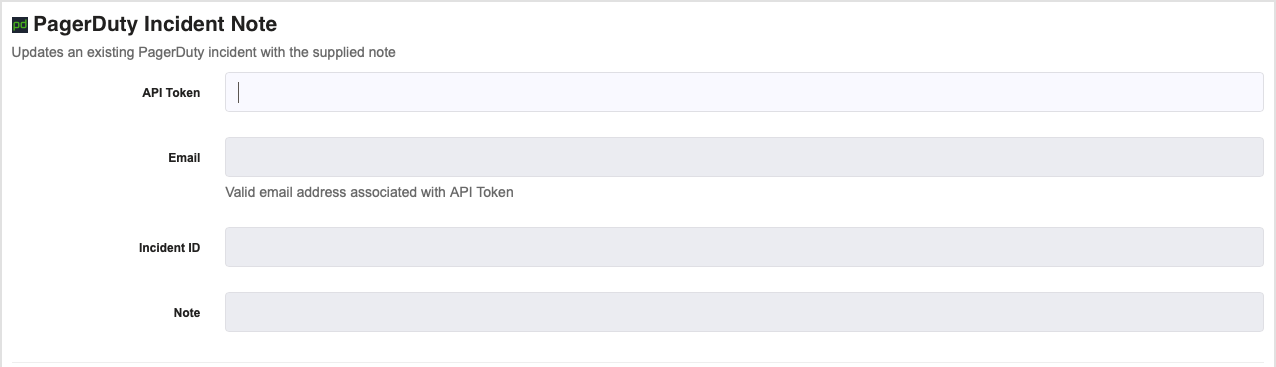 pd PagerDuty Incident Note
Updates an existing PagerDuty incident with the supplied note
API Token
Email
Valid email address associated with API Token
Incident ID
Note